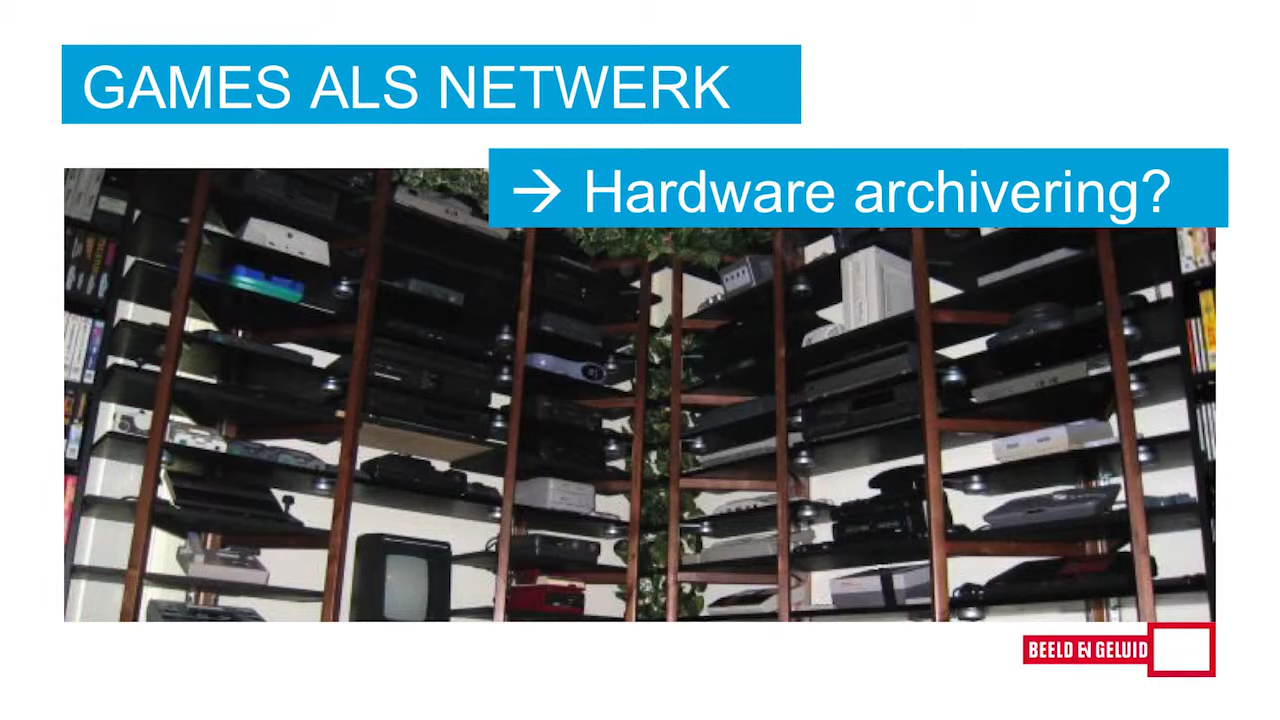 GAMES ALS NETWERK
→ Hardware archivering?
BEELD EN GELUID